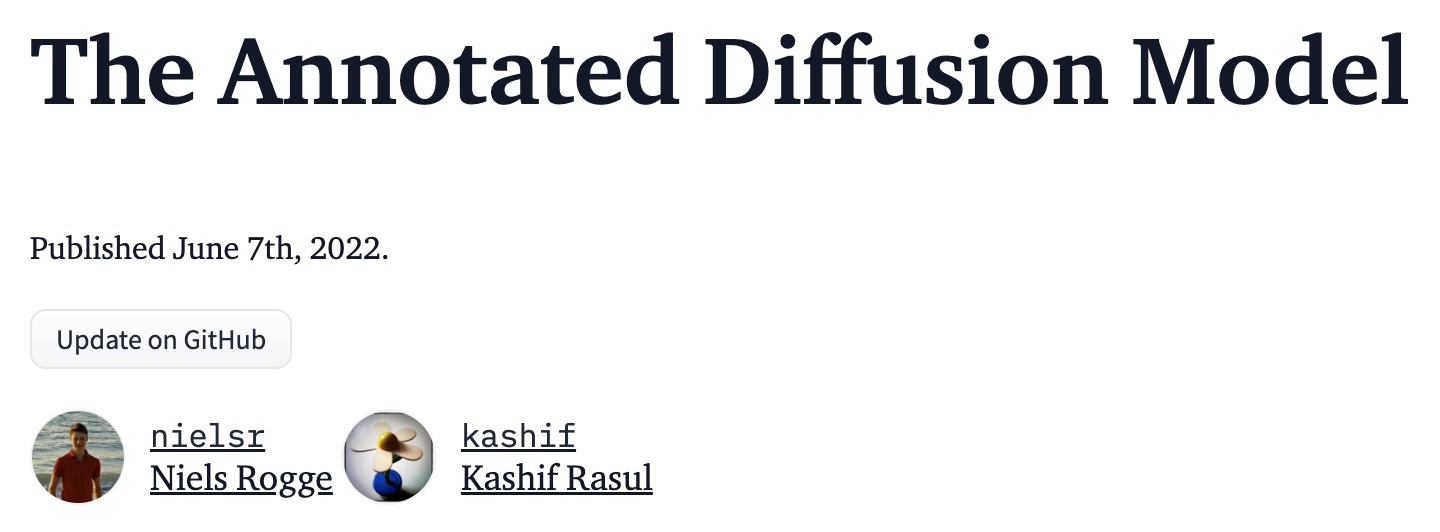 The Annotated Diffusion Model
Published June 7th, 2022.
Update on GitHub
nielsr
Niels Rogge
kashif
Kashif Rasul